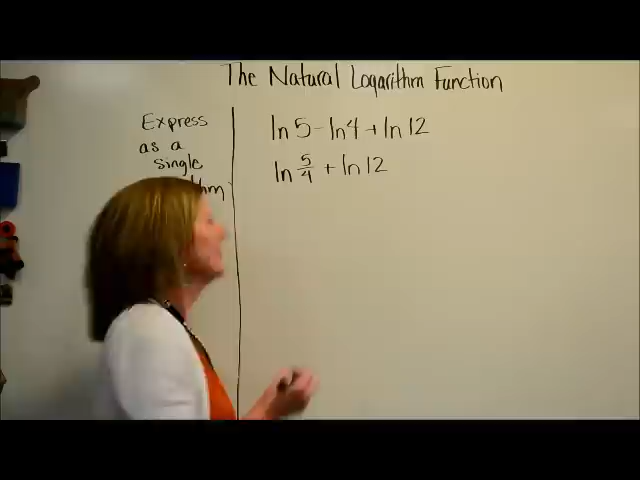 The Natural Logarithm Function
Express
as a
single
ln 5 - ln 4 + ln 12
ln 5/4 + ln 12